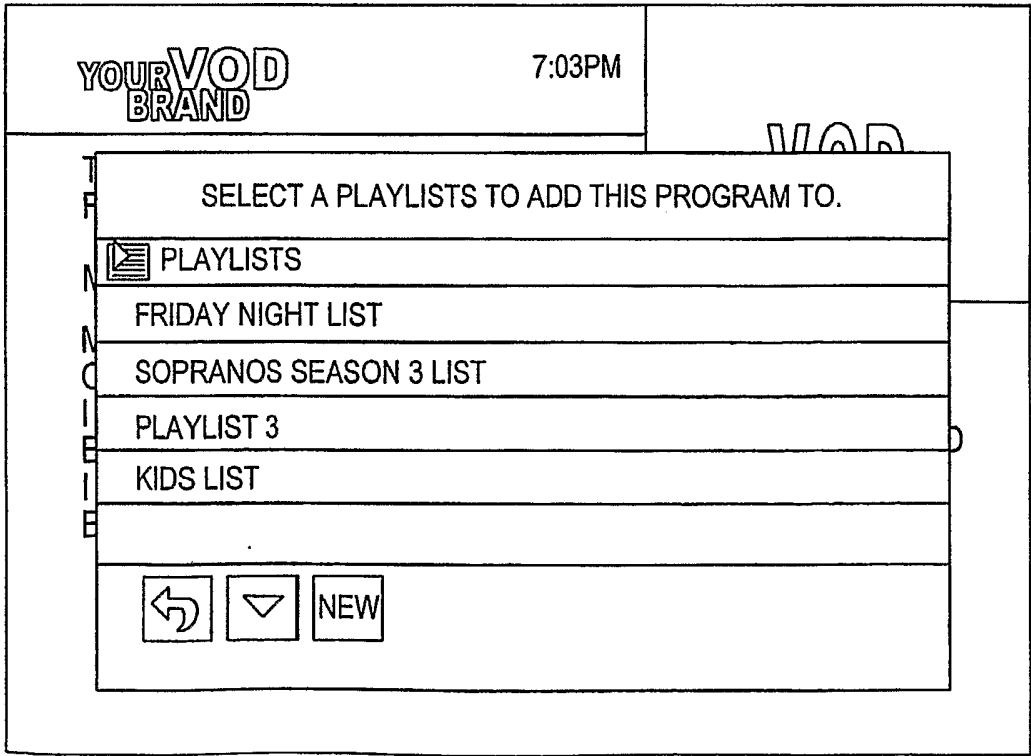 YOUR VOD
BRAND
7:03PM
VOD
SELECT A PLAYLISTS TO ADD THIS PROGRAM TO.
PLAYLISTS
FRIDAY NIGHT LIST
SOPRANOS SEASON 3 LIST
PLAYLIST 3
KIDS LIST
NEW